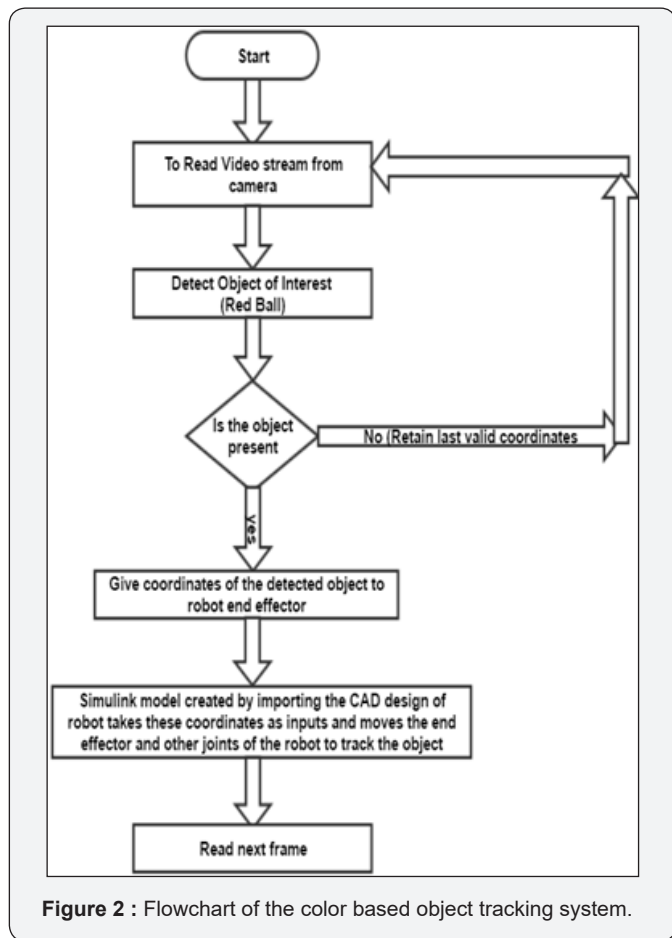 Start
To Read Video stream from
camera
Detect Object of Interest
(Red Ball)
Is the object
present
No (Retain last valid coordinates
yes
Give coordinates of the detected object to
robot end effector
Simulink model created by importing the CAD design of
robot takes these coordinates as inputs and moves the end
effector and other joints of the robot to track the object
Read next frame
Figure 2 : Flowchart of the color based object tracking system.